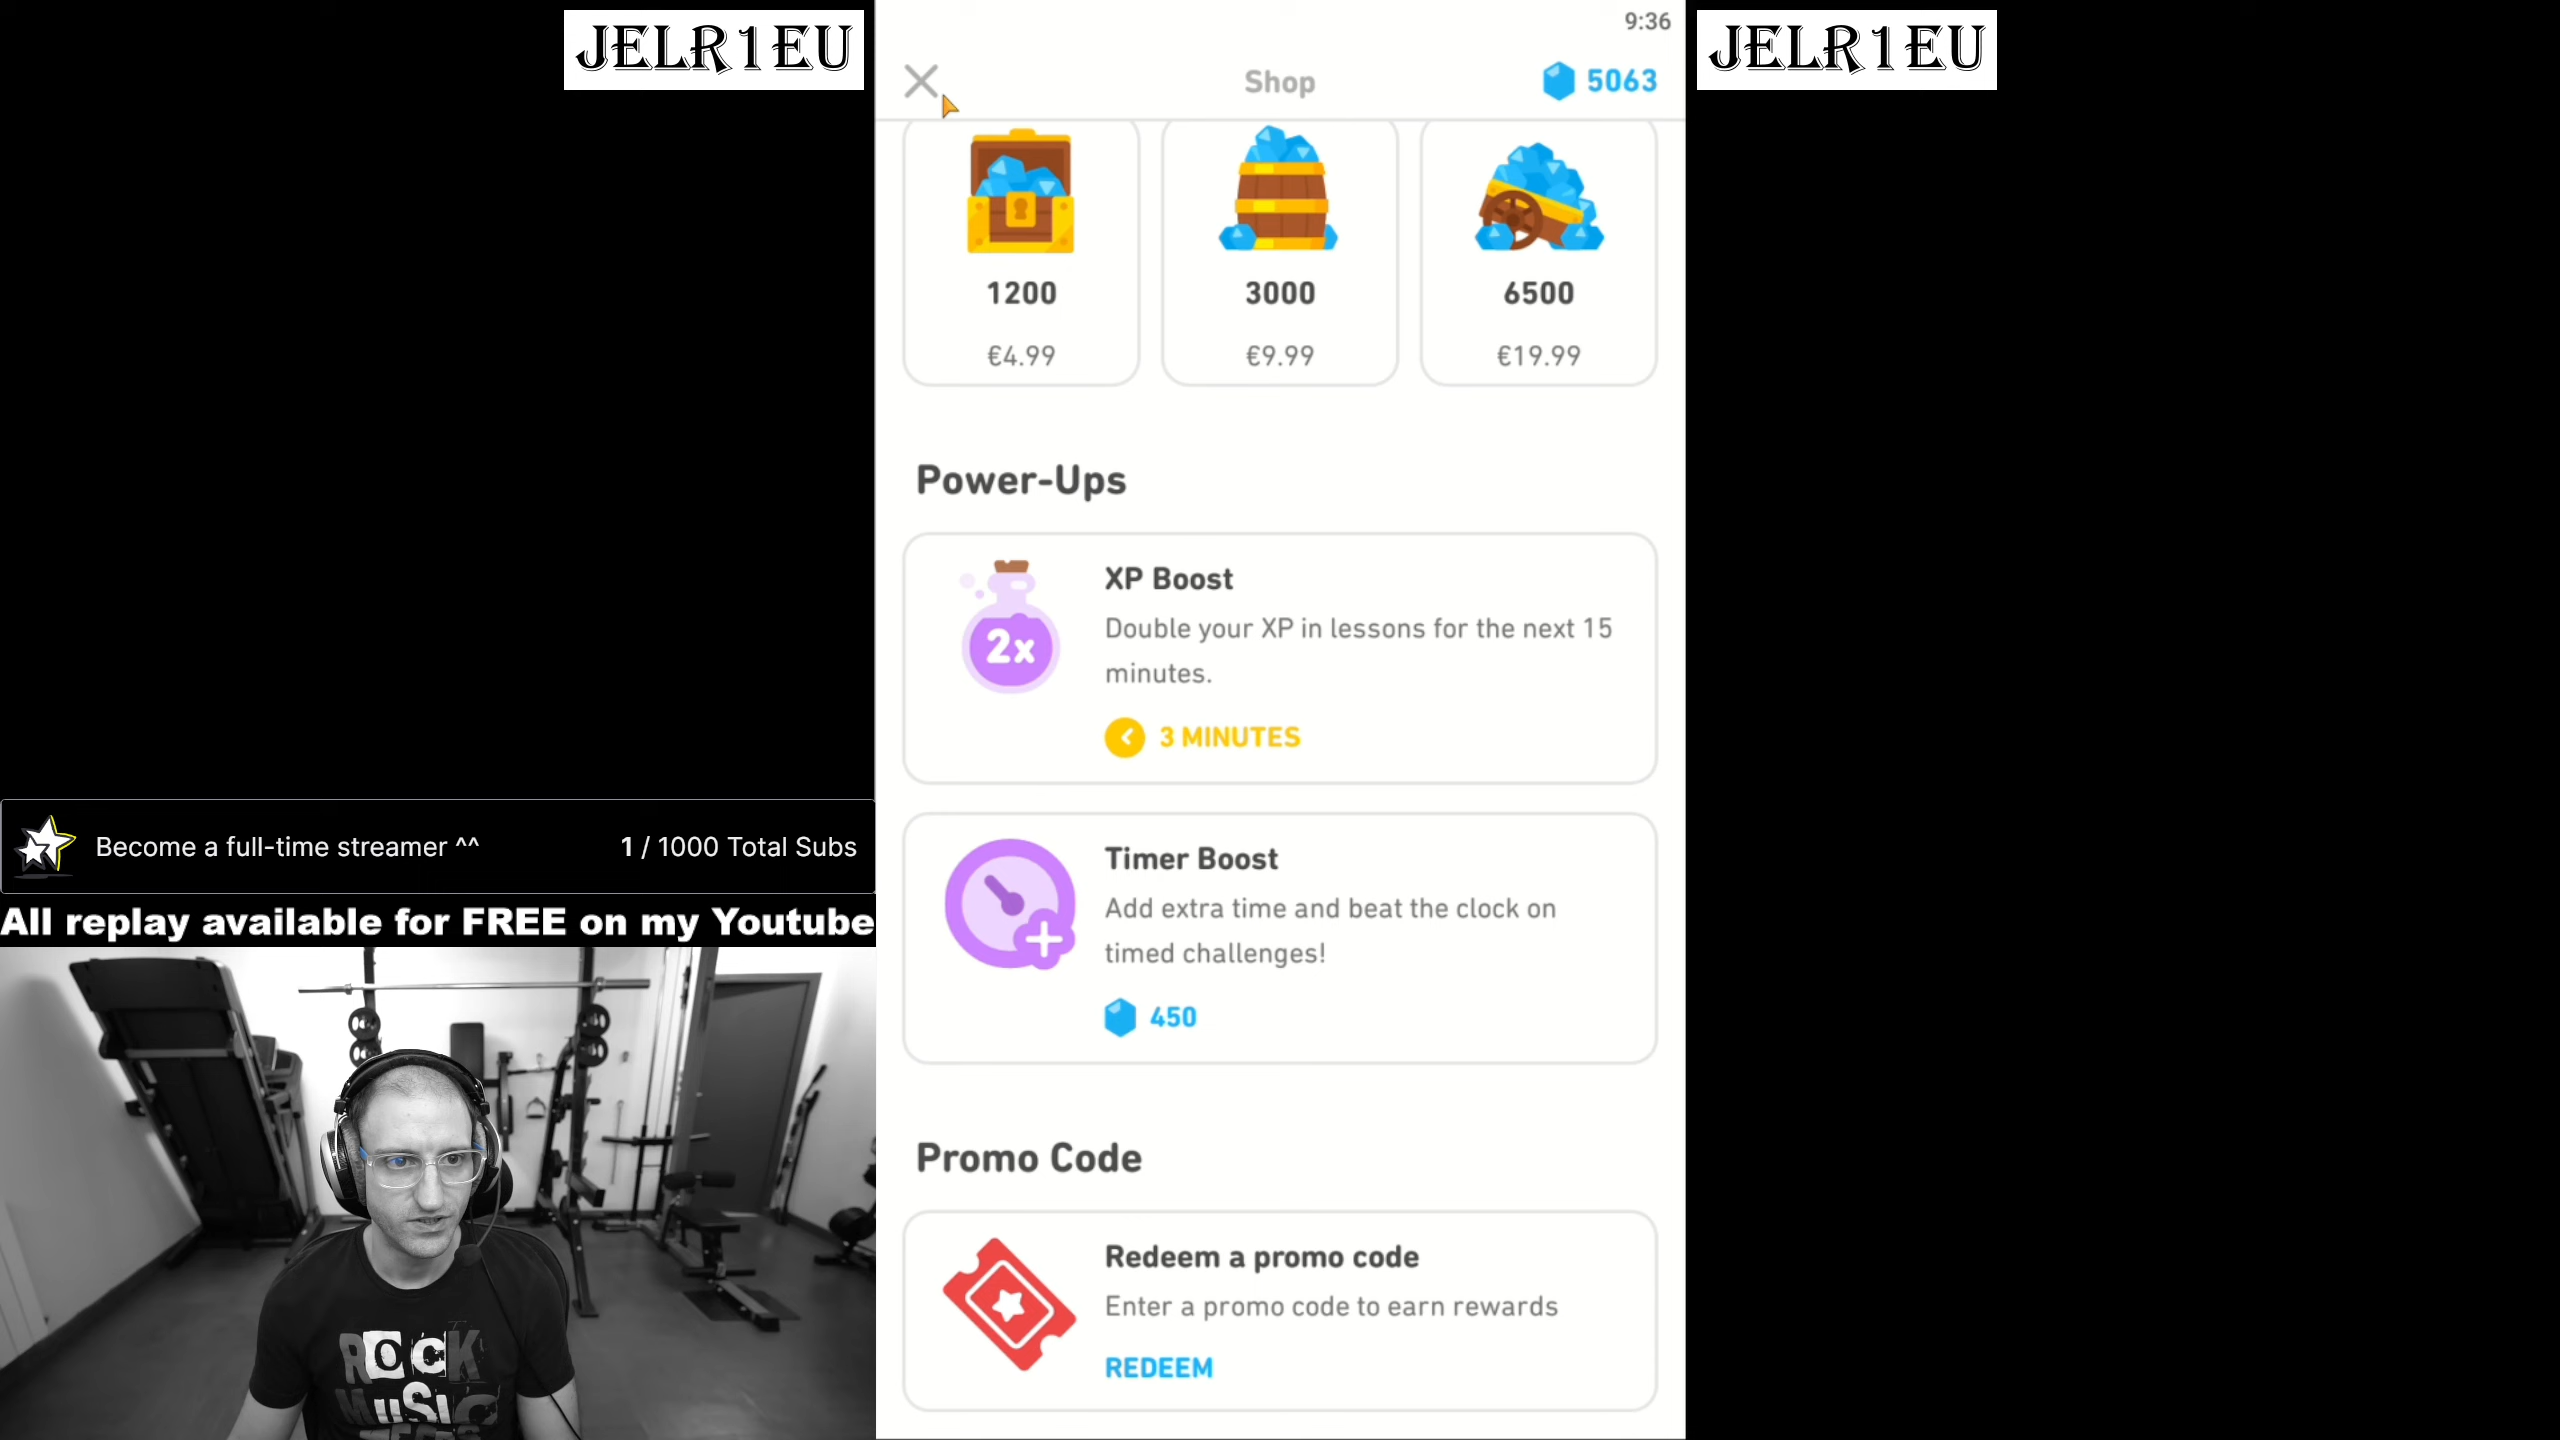 JELR1EU
9:36
JELR1EU
Shop
5063
1200
3000
6500
€4.99
€9.99
€19.99
Power-Ups
2x
XP Boost
Double your XP in lessons for the next 15
minutes.
3 MINUTES
Timer Boost
Add extra time and beat the clock on
timed challenges!
450
Promo Code
Redeem a promo code
Enter a promo code to earn rewards
REDEEM
Become a full-time streamer ^^
1 / 1000 Total Subs
All replay available for FREE on my Youtube
ROCK
MUSIC